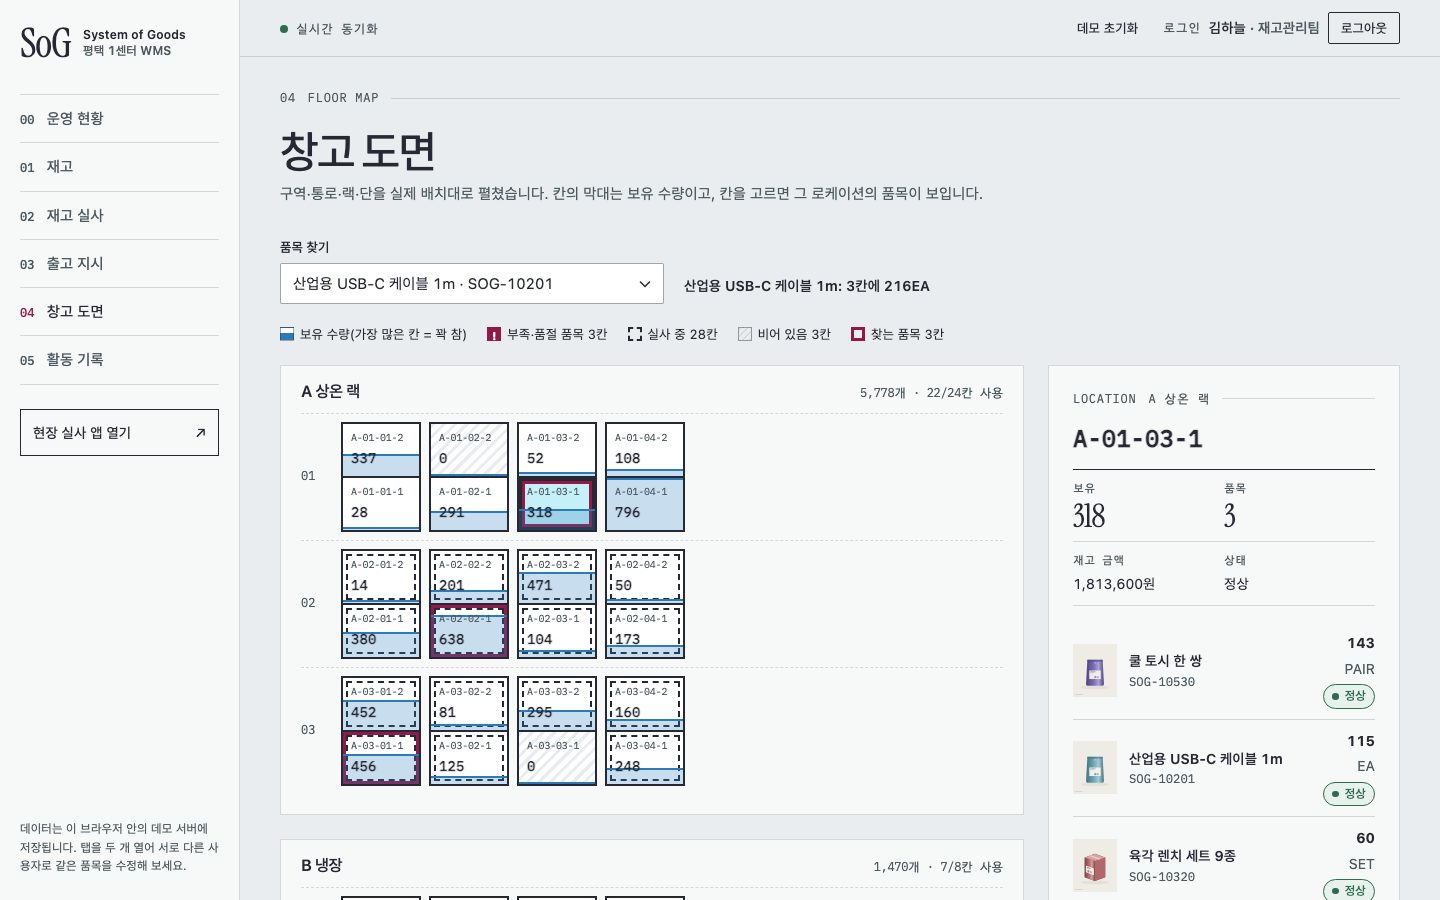 SoG
System of Goods
평택 1센터 WMS
00 운영 현황
01 재고
02 재고 실사
03 출고 지시
04 창고 도면
05 활동 기록
현장 실사 앱 열기
데이터는 이 브라우저 안의 데모 서버에
저장됩니다. 탭을 두 개 열어 서로 다른 사
용자로 같은 품목을 수정해 보세요.
실시간 동기화
데모 초기화
로그인 김하늘 · 재고관리팀
로그아웃
04 FLOOR MAP
창고 도면
구역·통로·랙·단을 실제 배치대로 펼쳤습니다. 칸의 막대는 보유 수량이고, 칸을 고르면 그 로케이션의 품목이 보입니다.
품목 찾기
산업용 USB-C 케이블 1m · SOG-10201
산업용 USB-C 케이블 1m: 3칸에 216EA
보유 수량(가장 많은 칸 = 꽉 참)
! 부족·품절 품목 3칸
실사 중 28칸
비어 있음 3칸
찾는 품목 3칸
A 상온 랙
5,778개 · 22/24칸 사용
01
A-01-01-2 A-01-02-2 A-01-03-2 A-01-04-2
337 0 52 108
A-01-01-1 A-01-02-1 A-01-03-1 A-01-04-1
28 291 318 796
02
A-02-01-2 A-02-02-2 A-02-03-2 A-02-04-2
14 201 471 50
A-02-01-1 A-02-02-1 A-02-03-1 A-02-04-1
380 638 104 173
03
A-03-01-2 A-03-02-2 A-03-03-2 A-03-04-2
452 81 295 160
A-03-01-1 A-03-02-1 A-03-03-1 A-03-04-1
456 125 0 248
B 냉장
1,470개 · 7/8칸 사용
LOCATION A 상온 랙
A-01-03-1
보유 품목
318 3
재고 금액 상태
1,813,600원 정상
쿨 토시 한 쌍
SOG-10530
143
PAIR
정상
산업용 USB-C 케이블 1m
SOG-10201
115
EA
정상
육각 렌치 세트 9종
SOG-10320
60
SET
정상